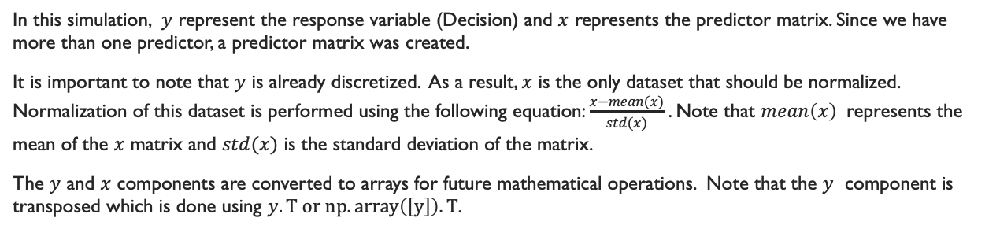 In this simulation, y represent the response variable (Decision) and x represents the predictor matrix. Since we have
more than one predictor, a predictor matrix was created.
It is important to note that y is already discretized. As a result, x is the only dataset that should be normalized.
Normalization of this dataset is performed using the following equation: x−mean(x) / std(x) . Note that mean(x) represents the
mean of the x matrix and std(x) is the standard deviation of the matrix.
The y and x components are converted to arrays for future mathematical operations. Note that the y component is
transposed which is done using y.T or np.array([y]).T.